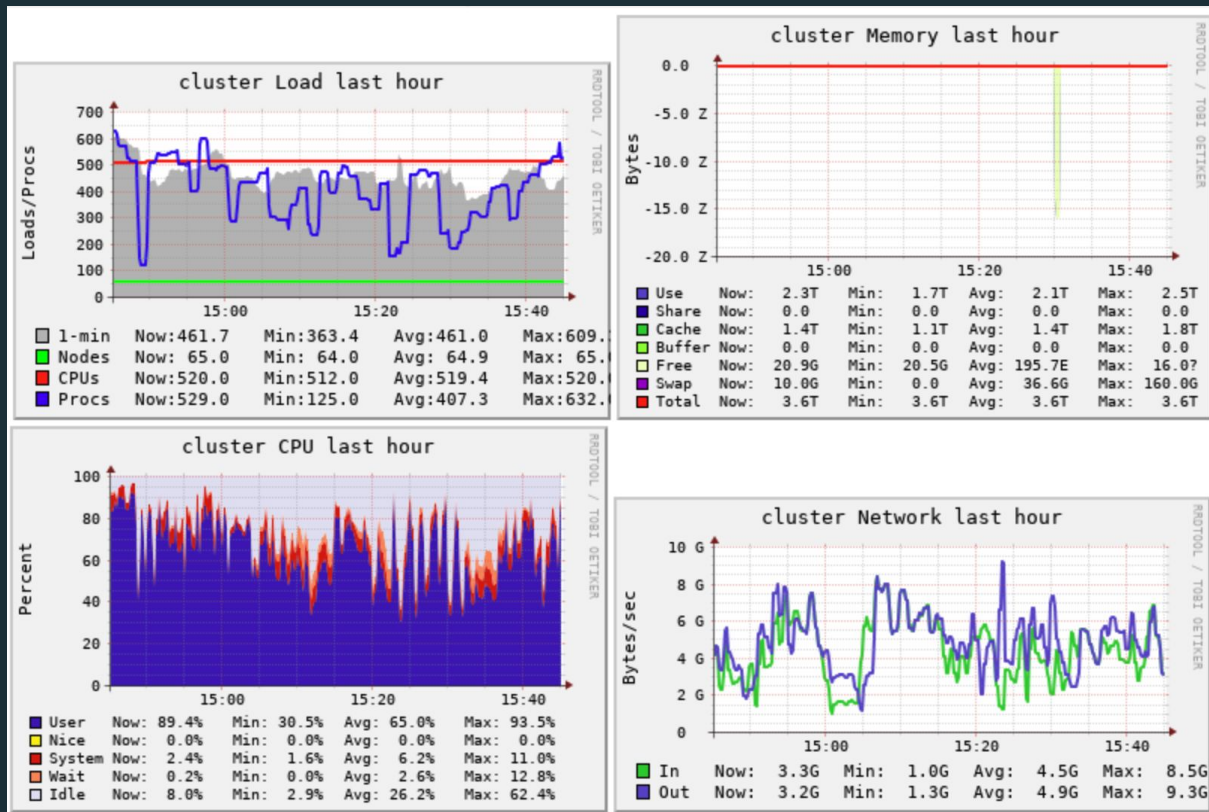 cluster Load last hour
RRDTOOL / TOBI OETIKER
Loads/Procs
700
600
500
400
300
200
100
0
15:00 15:20 15:40
1-min Now:461.7 Min:363.4 Avg:461.0 Max:609.
Nodes Now: 65.0 Min: 64.0 Avg: 64.9 Max: 65.
CPUs Now:520.0 Min:512.0 Avg:519.4 Max:520.
Procs Now:529.0 Min:125.0 Avg:407.3 Max:632.
cluster Memory last hour
RRDTOOL / TOBI OETIKER
Bytes
0.0
-5.0 Z
-10.0 Z
-15.0 Z
-20.0 Z
15:00 15:20 15:40
Use Now: 2.3T Min: 1.7T Avg: 2.1T Max: 2.5T
Share Now: 0.0 Min: 0.0 Avg: 0.0 Max: 0.0
Cache Now: 1.4T Min: 1.1T Avg: 1.4T Max: 1.8T
Buffer Now: 0.0 Min: 0.0 Avg: 0.0 Max: 0.0
Free Now: 20.9G Min: 20.5G Avg: 195.7E Max: 16.0?
Swap Now: 10.0G Min: 0.0 Avg: 36.6G Max: 160.0G
Total Now: 3.6T Min: 3.6T Avg: 3.6T Max: 3.6T
cluster CPU last hour
RRDTOOL / TOBI OETIKER
Percent
100
80
60
40
20
0
15:00 15:20 15:40
User Now: 89.4% Min: 30.5% Avg: 65.0% Max: 93.5%
Nice Now: 0.0% Min: 0.0% Avg: 0.0% Max: 0.0%
System Now: 2.4% Min: 1.6% Avg: 6.2% Max: 11.0%
Wait Now: 0.2% Min: 0.0% Avg: 2.6% Max: 12.8%
Idle Now: 8.0% Min: 2.9% Avg: 26.2% Max: 62.4%
cluster Network last hour
RRDTOOL / TOBI OETIKER
Bytes/sec
10 G
8 G
6 G
4 G
2 G
0
15:00 15:20 15:40
In Now: 3.3G Min: 1.0G Avg: 4.5G Max: 8.5G
Out Now: 3.2G Min: 1.3G Avg: 4.9G Max: 9.3G